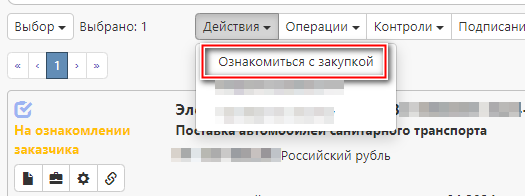 Выбор Выбрано: 1 Действия Операции Контроли Подписани
Ознакомиться с закупкой
« ‹ 1 › »
На ознакомлении
заказчика
Поставка автомобилей санитарного транспорта
Российский рубль